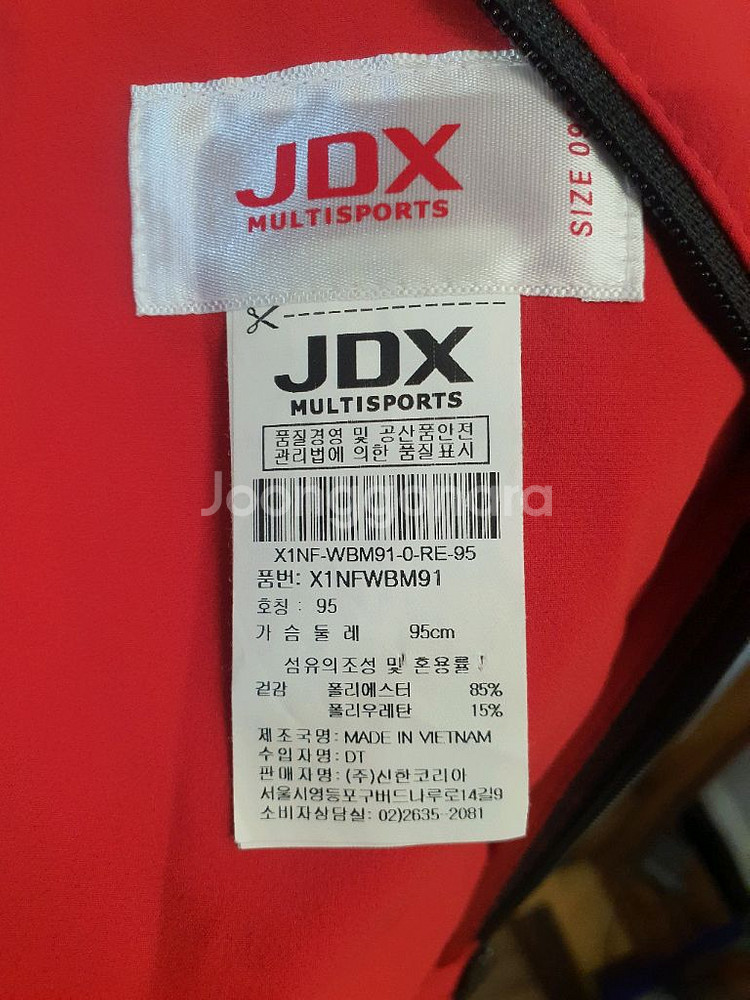 JDX
MULTISPORTS
SIZE 09
JDX
MULTISPORTS
품질경영 및 공산품안전
관리법에 의한 품질표시
Joonggonara
X1NF-WBM91-0-RE-95
품번: X1NFWBM91
호칭 : 95
가 슴 둘 레 95cm
섬유의조성 및 혼용률
겉감 폴리에스터 85%
폴리우레탄 15%
제조국명: MADE IN VIETNAM
수입자명: DT
판매자명: (주)신한코리아
서울시영등포구버드나루로14길9
소비자상담실: 02)2635-2081